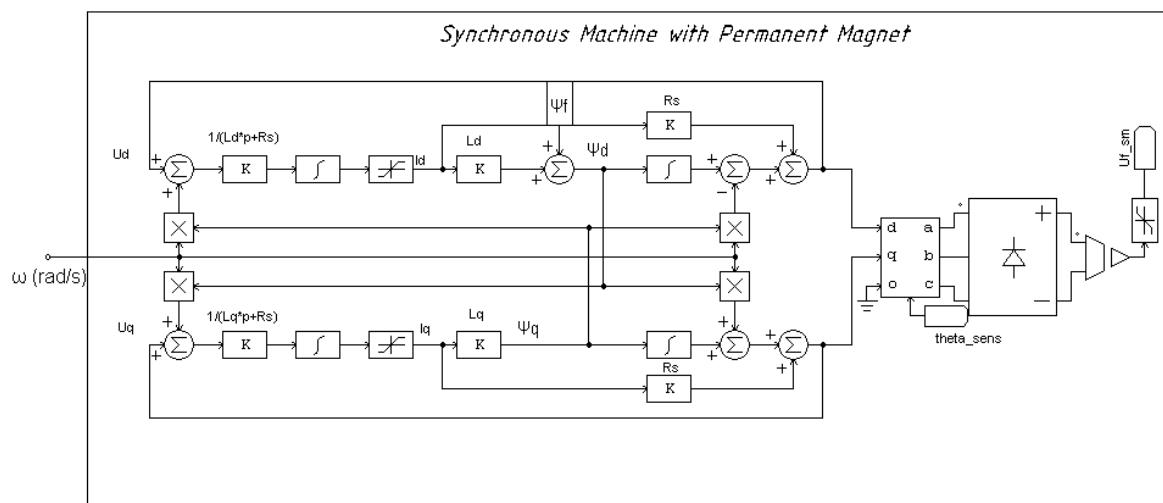 Synchronous Machine with Permanent Magnet
Ψf
Rs
K
1/(Ld*p+Rs)
Ld
Ud
Id
Ψd
K
K
Uf_sm
d a
q b
o c
ω (rad/s)
1/(Lq*p+Rs)
Lq
Uq
Iq
Ψq
K
K
theta_sens
Rs
K